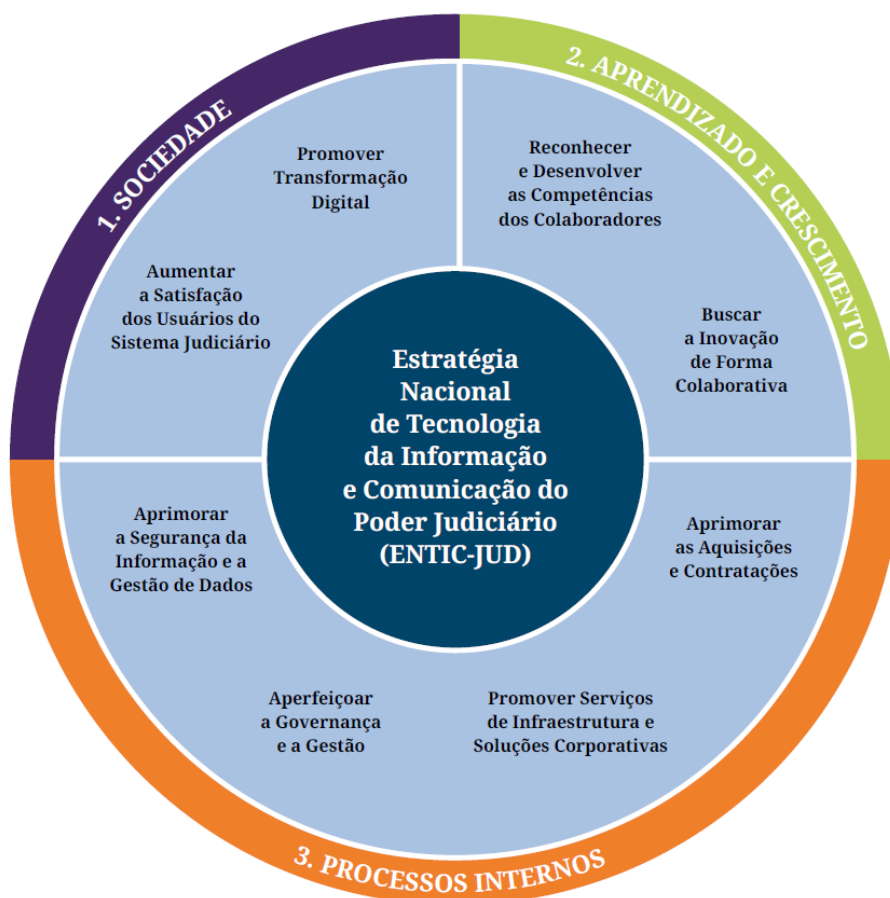 1. SOCIEDADE
Promover
Transformação
Digital
Aumentar
a Satisfação
dos Usuários do
Sistema Judiciário
2. APRENDIZADO E CRESCIMENTO
Reconhecer
e Desenvolver
as Competências
dos Colaboradores
Buscar
a Inovação
de Forma
Colaborativa
Estratégia
Nacional
de Tecnologia
da Informação
e Comunicação do
Poder Judiciário
(ENTIC-JUD)
Aprimorar
a Segurança da
Informação e a
Gestão de Dados
Aprimorar
as Aquisições
e Contratações
Aperfeiçoar
a Governança
e a Gestão
Promover Serviços
de Infraestrutura e
Soluções Corporativas
3. PROCESSOS INTERNOS